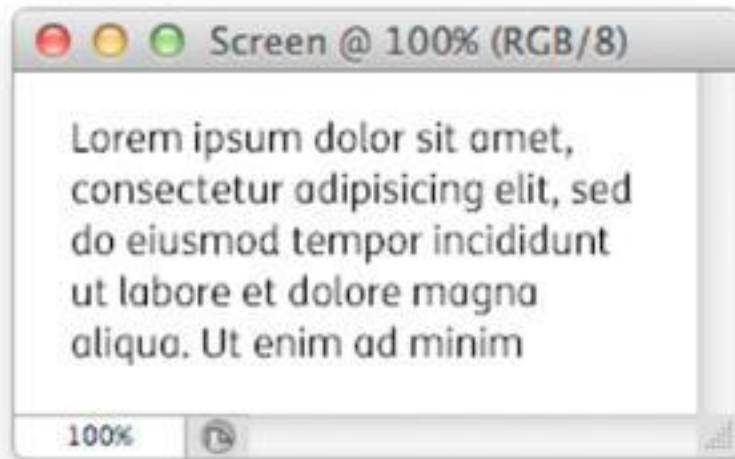 Screen @ 100% (RGB/8)
Lorem ipsum dolor sit amet,
consectetur adipisicing elit, sed
do eiusmod tempor incididunt
ut labore et dolore magna
aliqua. Ut enim ad minim
100%